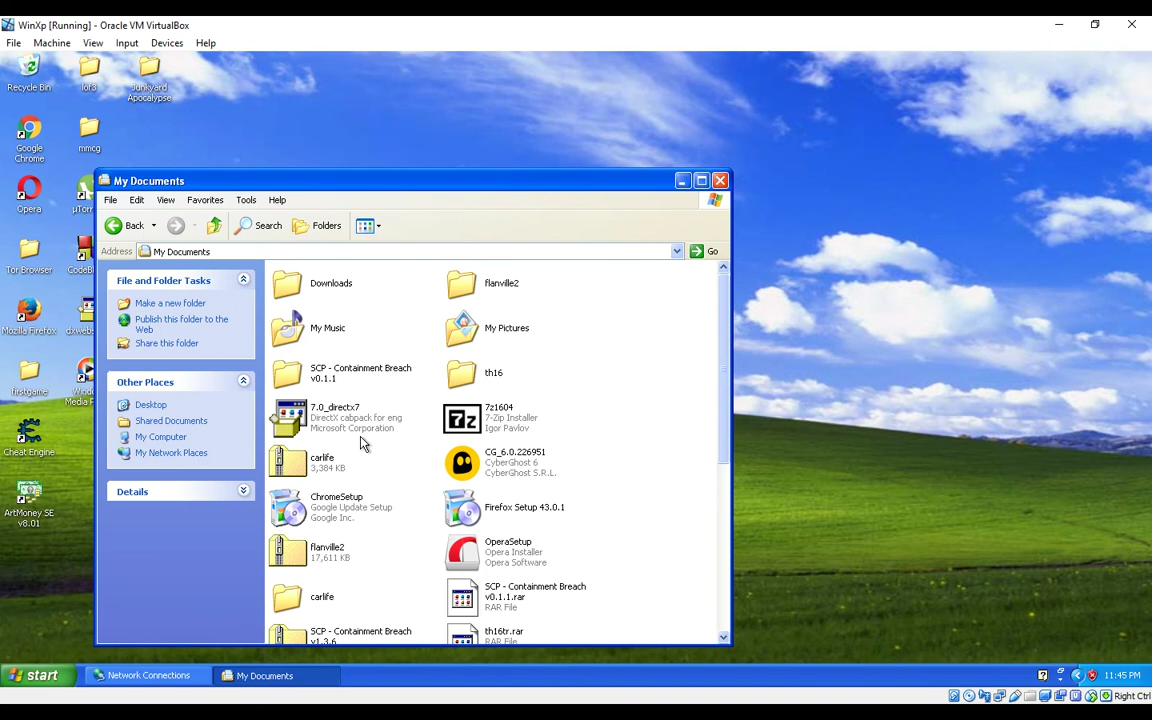 WinXp [Running] - Oracle VM VirtualBox
File Machine View Input Devices Help
Recycle Bin
lof3
Junkyard
Apocalypse
Google
Chrome
mmcg
Opera
Tor Browser
Mozilla Firefox
firstgame
Cheat Engine
ArtMoney SE
v8.01
My Documents
File Edit View Favorites Tools Help
Back
Search
Folders
Address
My Documents
Go
File and Folder Tasks
Make a new folder
Publish this folder to the
Web
Share this folder
Other Places
Desktop
Shared Documents
My Computer
My Network Places
Details
Downloads
flanville2
My Music
My Pictures
SCP - Containment Breach
v0.1.1
th16
7.0_directx7
DirectX cabpack for eng
Microsoft Corporation
7z
7z1604
7-Zip Installer
Igor Pavlov
carlife
3,384 KB
CG_6.0.226951
CyberGhost 6
CyberGhost S.R.L.
ChromeSetup
Google Update Setup
Google Inc.
Firefox Setup 43.0.1
flanville2
17,611 KB
OperaSetup
Opera Installer
Opera Software
carlife
SCP - Containment Breach
v0.1.1.rar
RAR File
SCP - Containment Breach
v1.3.6
th16tr.rar
RAR File
start
Network Connections
My Documents
11:45 PM
Right Ctrl